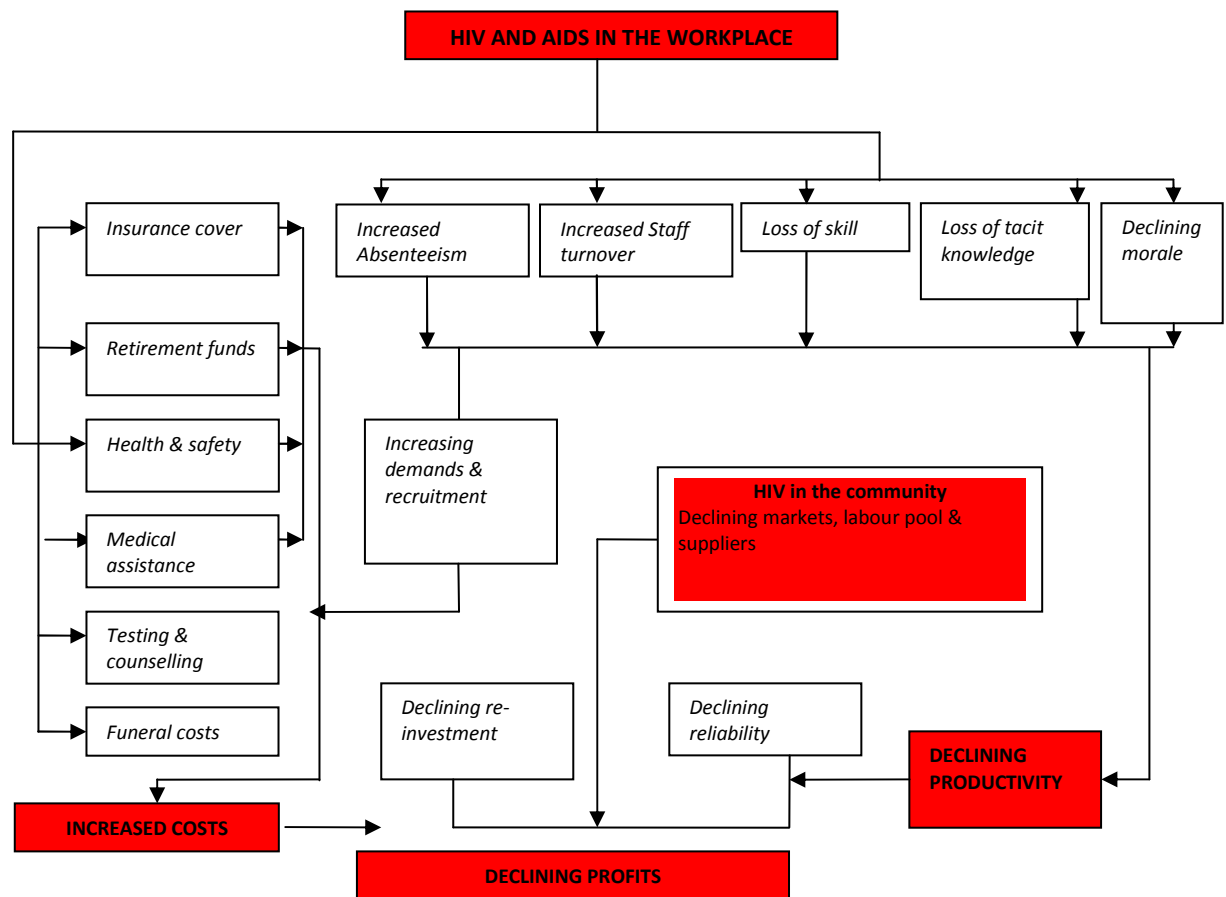 HIV AND AIDS IN THE WORKPLACE
Insurance cover
Retirement funds
Health & safety
Medical
assistance
Testing &
counselling
Funeral costs
INCREASED COSTS
Increased
Absenteeism
Increased Staff
turnover
Loss of skill
Loss of tacit
knowledge
Declining
morale
Increasing
demands &
recruitment
HIV in the community
Declining markets, labour pool &
suppliers
Declining re-
investment
Declining
reliability
DECLINING
PRODUCTIVITY
DECLINING PROFITS